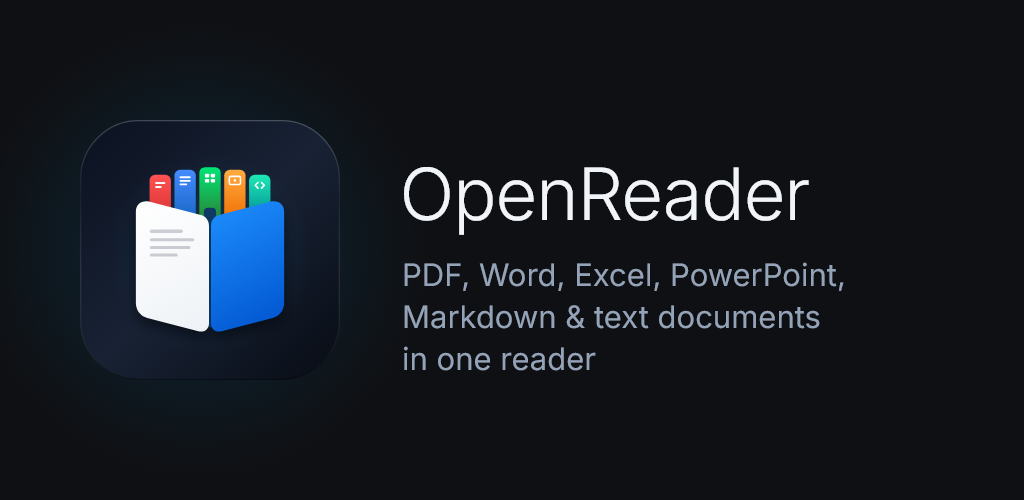 OpenReader
PDF, Word, Excel, PowerPoint,
Markdown & text documents
in one reader